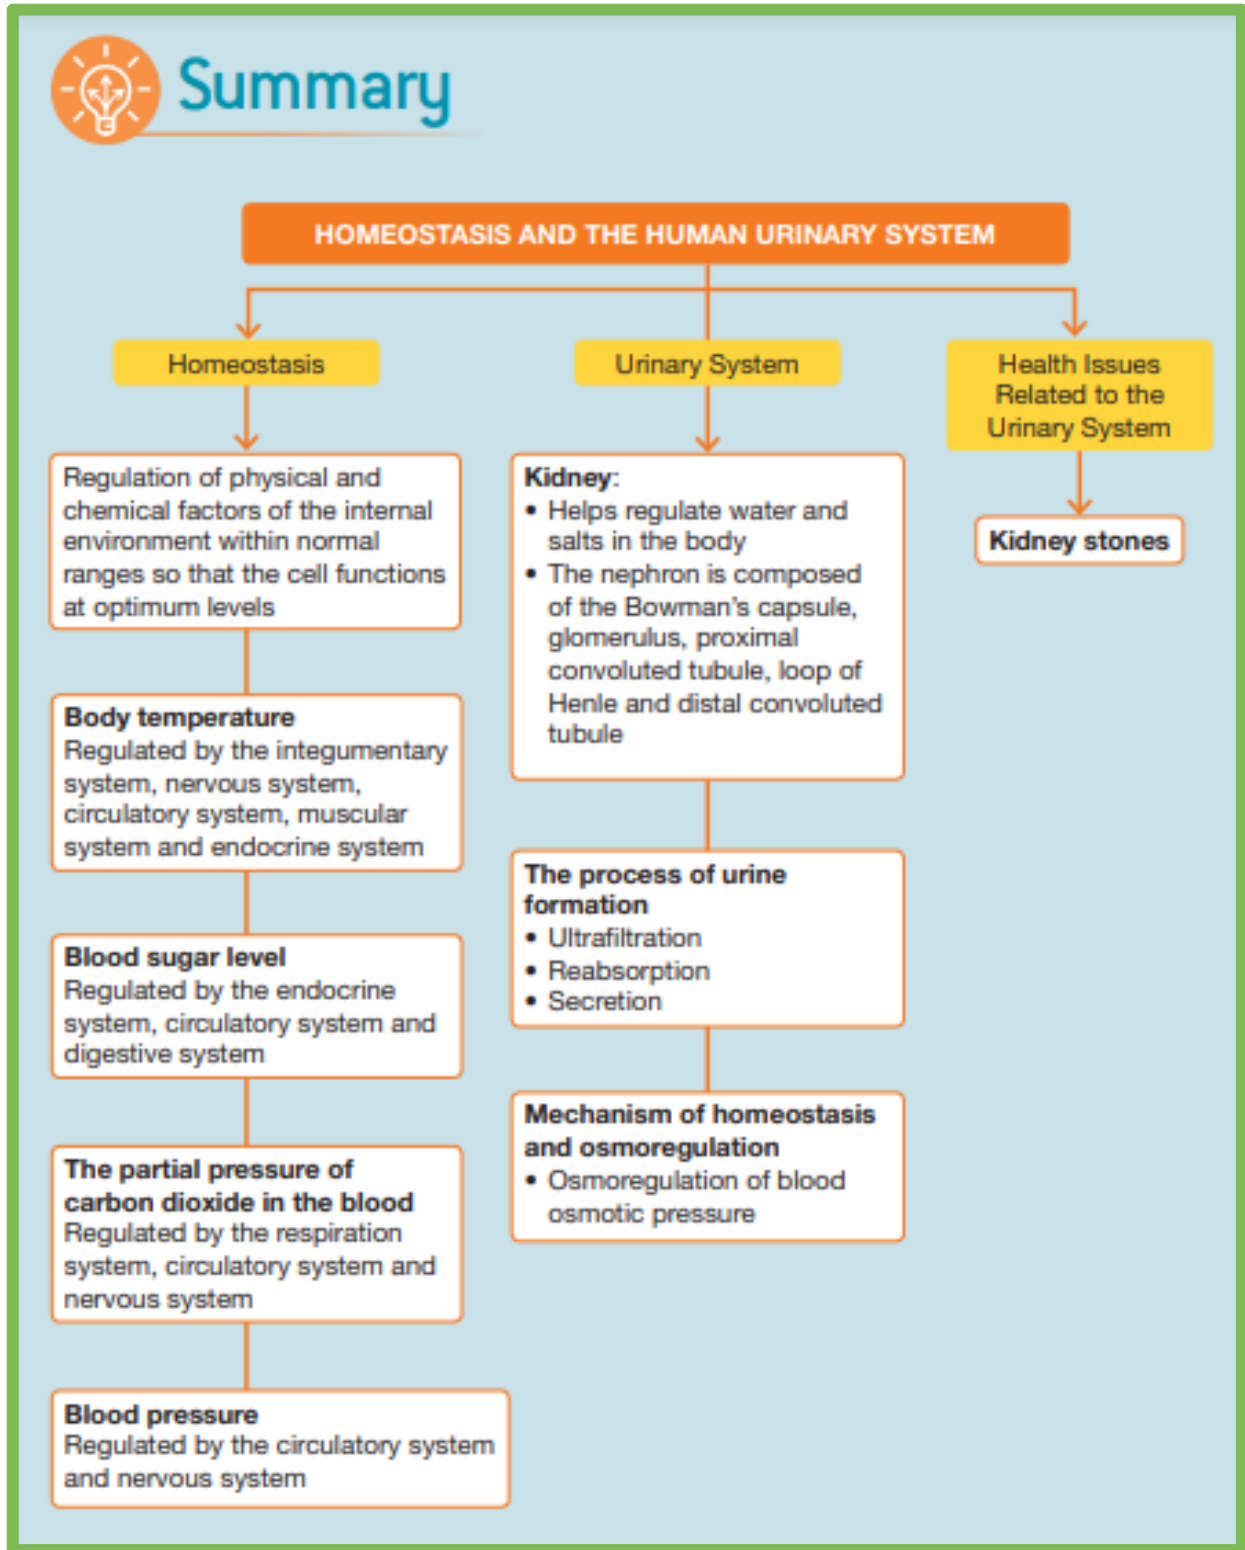 Summary
HOMEOSTASIS AND THE HUMAN URINARY SYSTEM
Homeostasis
Regulation of physical and
chemical factors of the internal
environment within normal
ranges so that the cell functions
at optimum levels
Body temperature
Regulated by the integumentary
system, nervous system,
circulatory system, muscular
system and endocrine system
Blood sugar level
Regulated by the endocrine
system, circulatory system and
digestive system
The partial pressure of
carbon dioxide in the blood
Regulated by the respiration
system, circulatory system and
nervous system
Blood pressure
Regulated by the circulatory system
and nervous system
Urinary System
Kidney:
• Helps regulate water and
salts in the body
• The nephron is composed
of the Bowman's capsule,
glomerulus, proximal
convoluted tubule, loop of
Henle and distal convoluted
tubule
The process of urine
formation
• Ultrafiltration
• Reabsorption
• Secretion
Mechanism of homeostasis
and osmoregulation
• Osmoregulation of blood
osmotic pressure
Health Issues
Related to the
Urinary System
Kidney stones